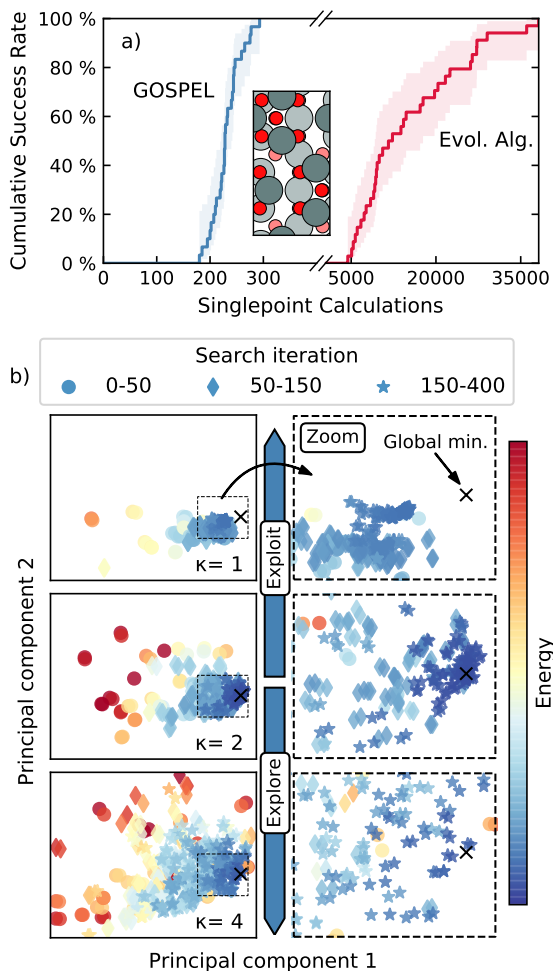 a)
Cumulative Success Rate
100 %
80 %
60 %
40 %
20 %
0 %
GOSPEL
Evol. Alg.
0 100 200 300 5000 20000 35000
Singlepoint Calculations
b)
Search iteration
0-50 50-150 150-400
Zoom
Global min.
κ= 1
Exploit
κ= 2
Explore
κ= 4
Principal component 2
Energy
Principal component 1